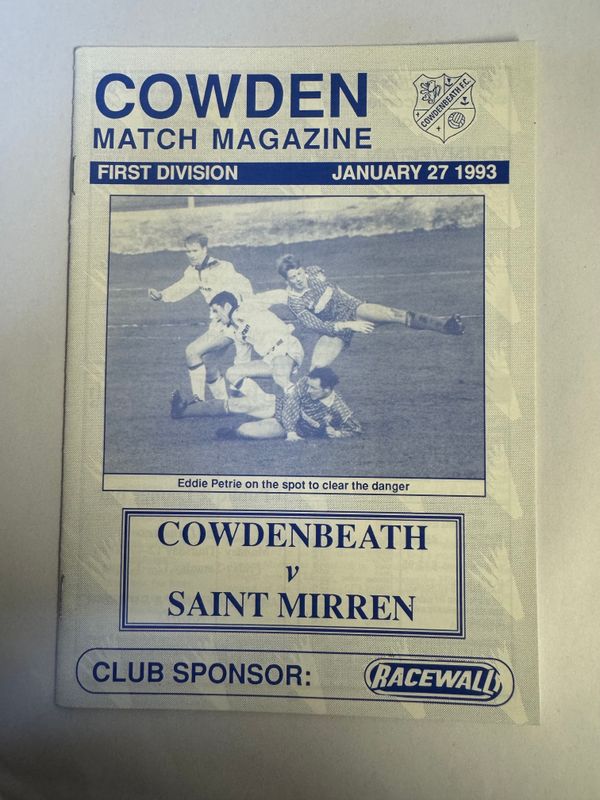 COWDEN
MATCH MAGAZINE
COWDENBEATH F.C.
FIRST DIVISION JANUARY 27 1993
Eddie Petrie on the spot to clear the danger
COWDENBEATH
v
SAINT MIRREN
CLUB SPONSOR: RACEWALL